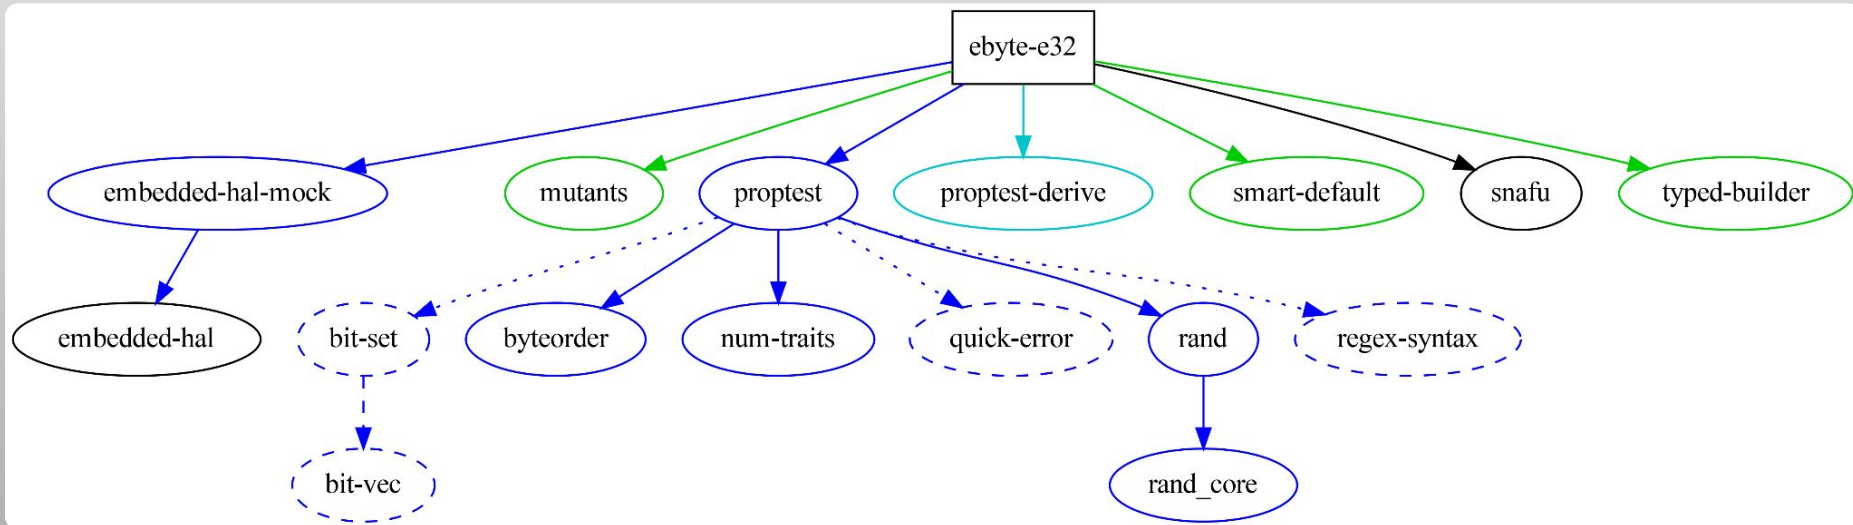 ebyte-e32
embedded-hal-mock
mutants
proptest
proptest-derive
smart-default
snafu
typed-builder
embedded-hal
bit-set
byteorder
num-traits
quick-error
rand
regex-syntax
bit-vec
rand_core